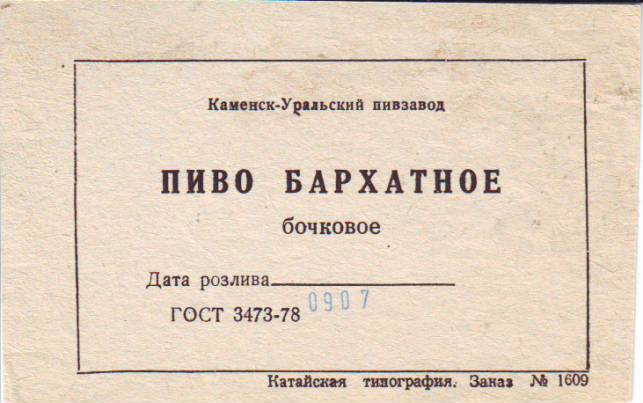 Каменск-Уральский пивзавод
ПИВО БАРХАТНОЕ
бочковое
Дата розлива
0907
ГОСТ 3473-78
Катайская типография. Заказ № 1609